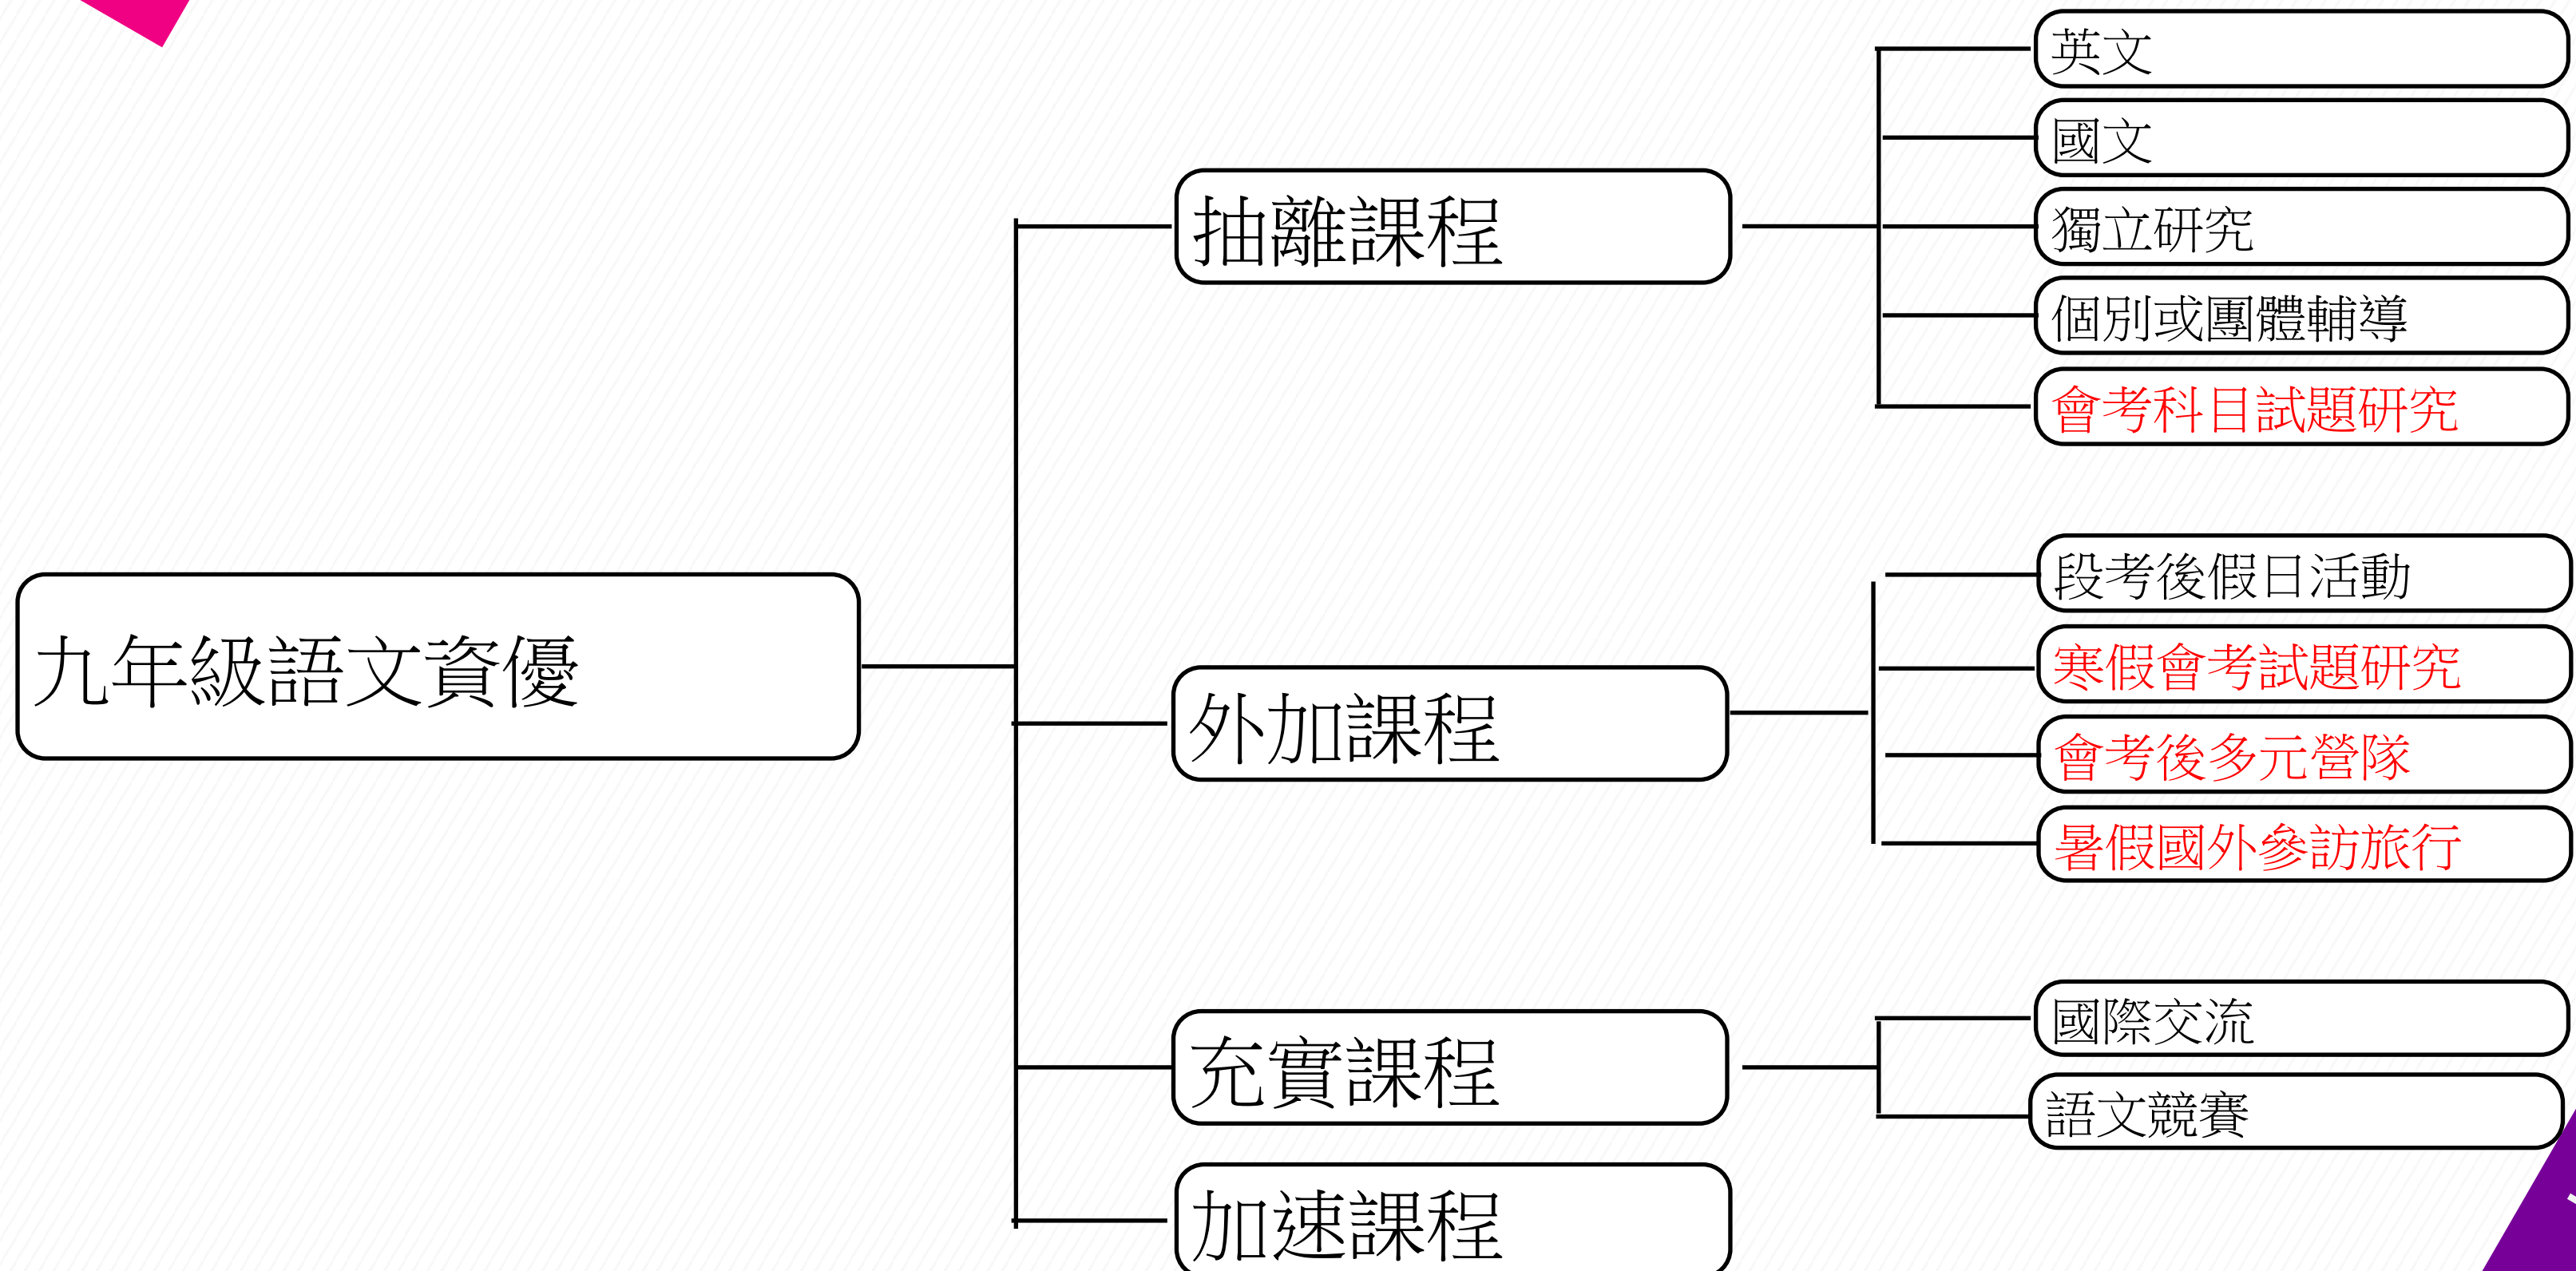 九年級語文資優
抽離課程
英文
國文
獨立研究
個別或團體輔導
會考科目試題研究
外加課程
段考後假日活動
寒假會考試題研究
會考後多元營隊
暑假國外參訪旅行
充實課程
國際交流
語文競賽
加速課程